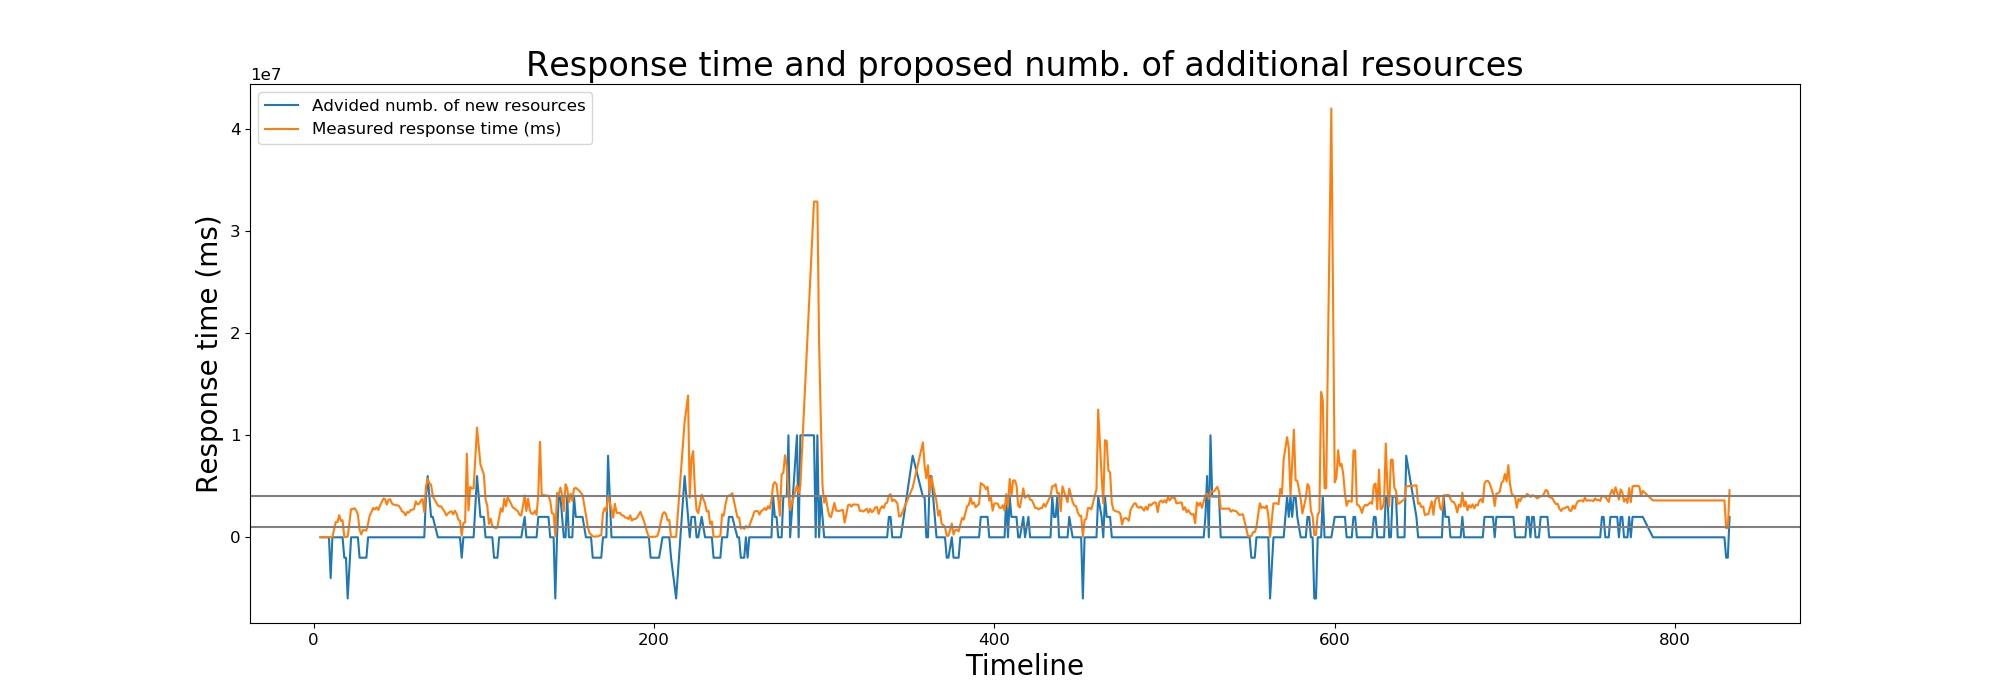 Response time and proposed numb. of additional resources
1e7
Advided numb. of new resources
Measured response time (ms)
4
3
2
1
0
Response time (ms)
0 200 400 600 800
Timeline